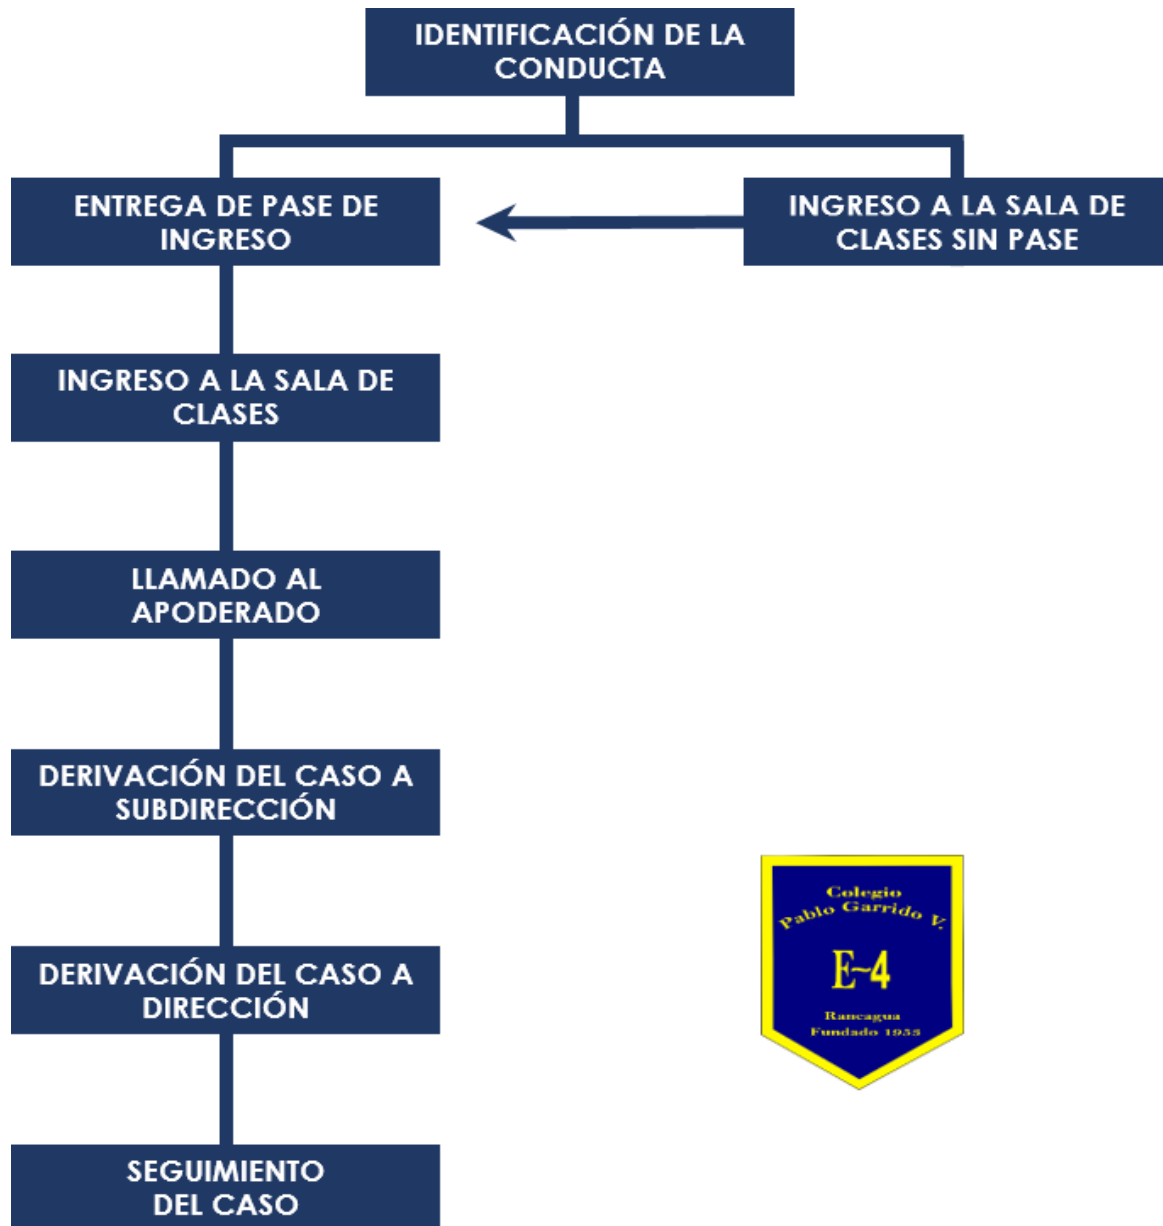 IDENTIFICACIÓN DE LA
CONDUCTA
ENTREGA DE PASE DE
INGRESO
INGRESO A LA SALA DE
CLASES SIN PASE
INGRESO A LA SALA DE
CLASES
LLAMADO AL
APODERADO
DERIVACIÓN DEL CASO A
SUBDIRECCIÓN
DERIVACIÓN DEL CASO A
DIRECCIÓN
SEGUIMIENTO
DEL CASO
Colegio
Pablo Garrido V.
E-4
Rancagua
Fundado 1955